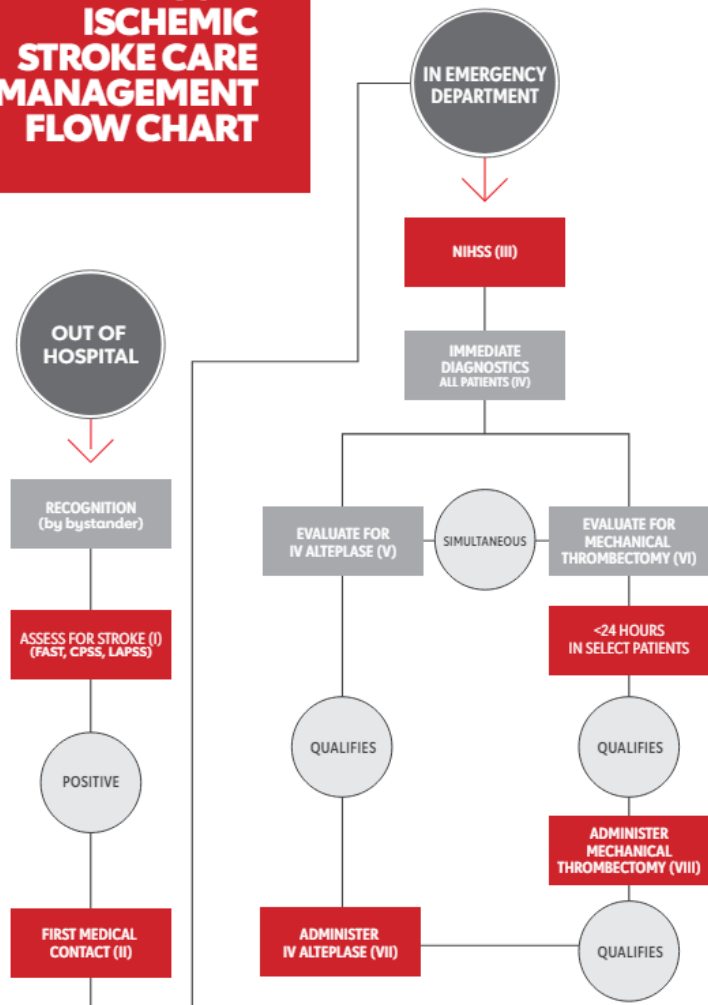 ISCHEMIC
STROKE CARE
MANAGEMENT
FLOW CHART
OUT OF
HOSPITAL
RECOGNITION
(by bystander)
ASSESS FOR STROKE (I)
(FAST, CPSS, LAPSS)
POSITIVE
FIRST MEDICAL
CONTACT (II)
IN EMERGENCY
DEPARTMENT
NIHSS (III)
IMMEDIATE
DIAGNOSTICS
ALL PATIENTS (IV)
EVALUATE FOR
IV ALTEPLASE (V)
SIMULTANEOUS
EVALUATE FOR
MECHANICAL
THROMBECTOMY (VI)
<24 HOURS
IN SELECT PATIENTS
QUALIFIES
QUALIFIES
ADMINISTER
MECHANICAL
THROMBECTOMY (VIII)
ADMINISTER
IV ALTEPLASE (VII)
QUALIFIES